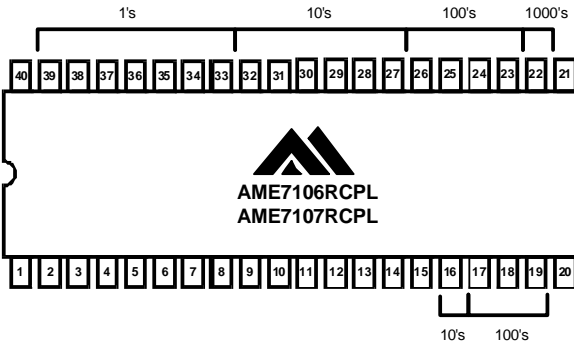 1's 10's 100's 1000's
40 39 38 37 36 35 34 33 32 31 30 29 28 27 26 25 24 23 22 21
AME7106RCPL
AME7107RCPL
1 2 3 4 5 6 7 8 9 10 11 12 13 14 15 16 17 18 19 20
10's 100's